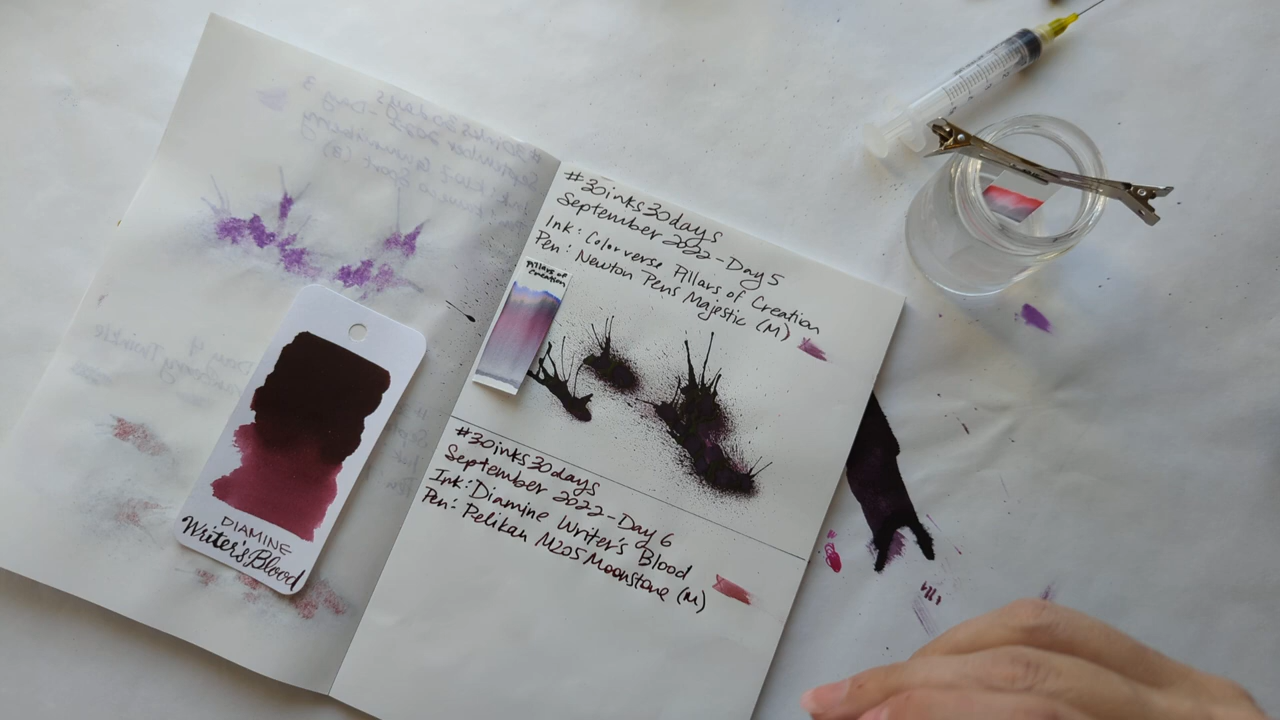 #30inks30days
September 2022-Day 5
Ink: Colorverse Pillars of Creation
Pen: Newton Pens Majestic (M)
Pillars of
Creation
#30inks30days
September 2022-Day 6
Ink: Diamine Writer's Blood
Pen: Pelikan M205 Moonstone (M)
DIAMINE
Writer's Blood